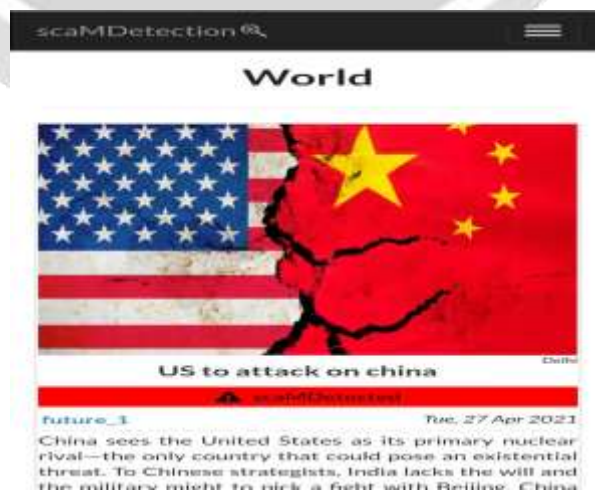 scaMDetection
World
Delhi
US to attack on china
scaMDetected
future_1
Tue, 27 Apr 2021
China sees the United States as its primary nuclear
rival—the only country that could pose an existential
threat. To Chinese strategists, India lacks the will and
the military might to pick a fight with Beijing. China